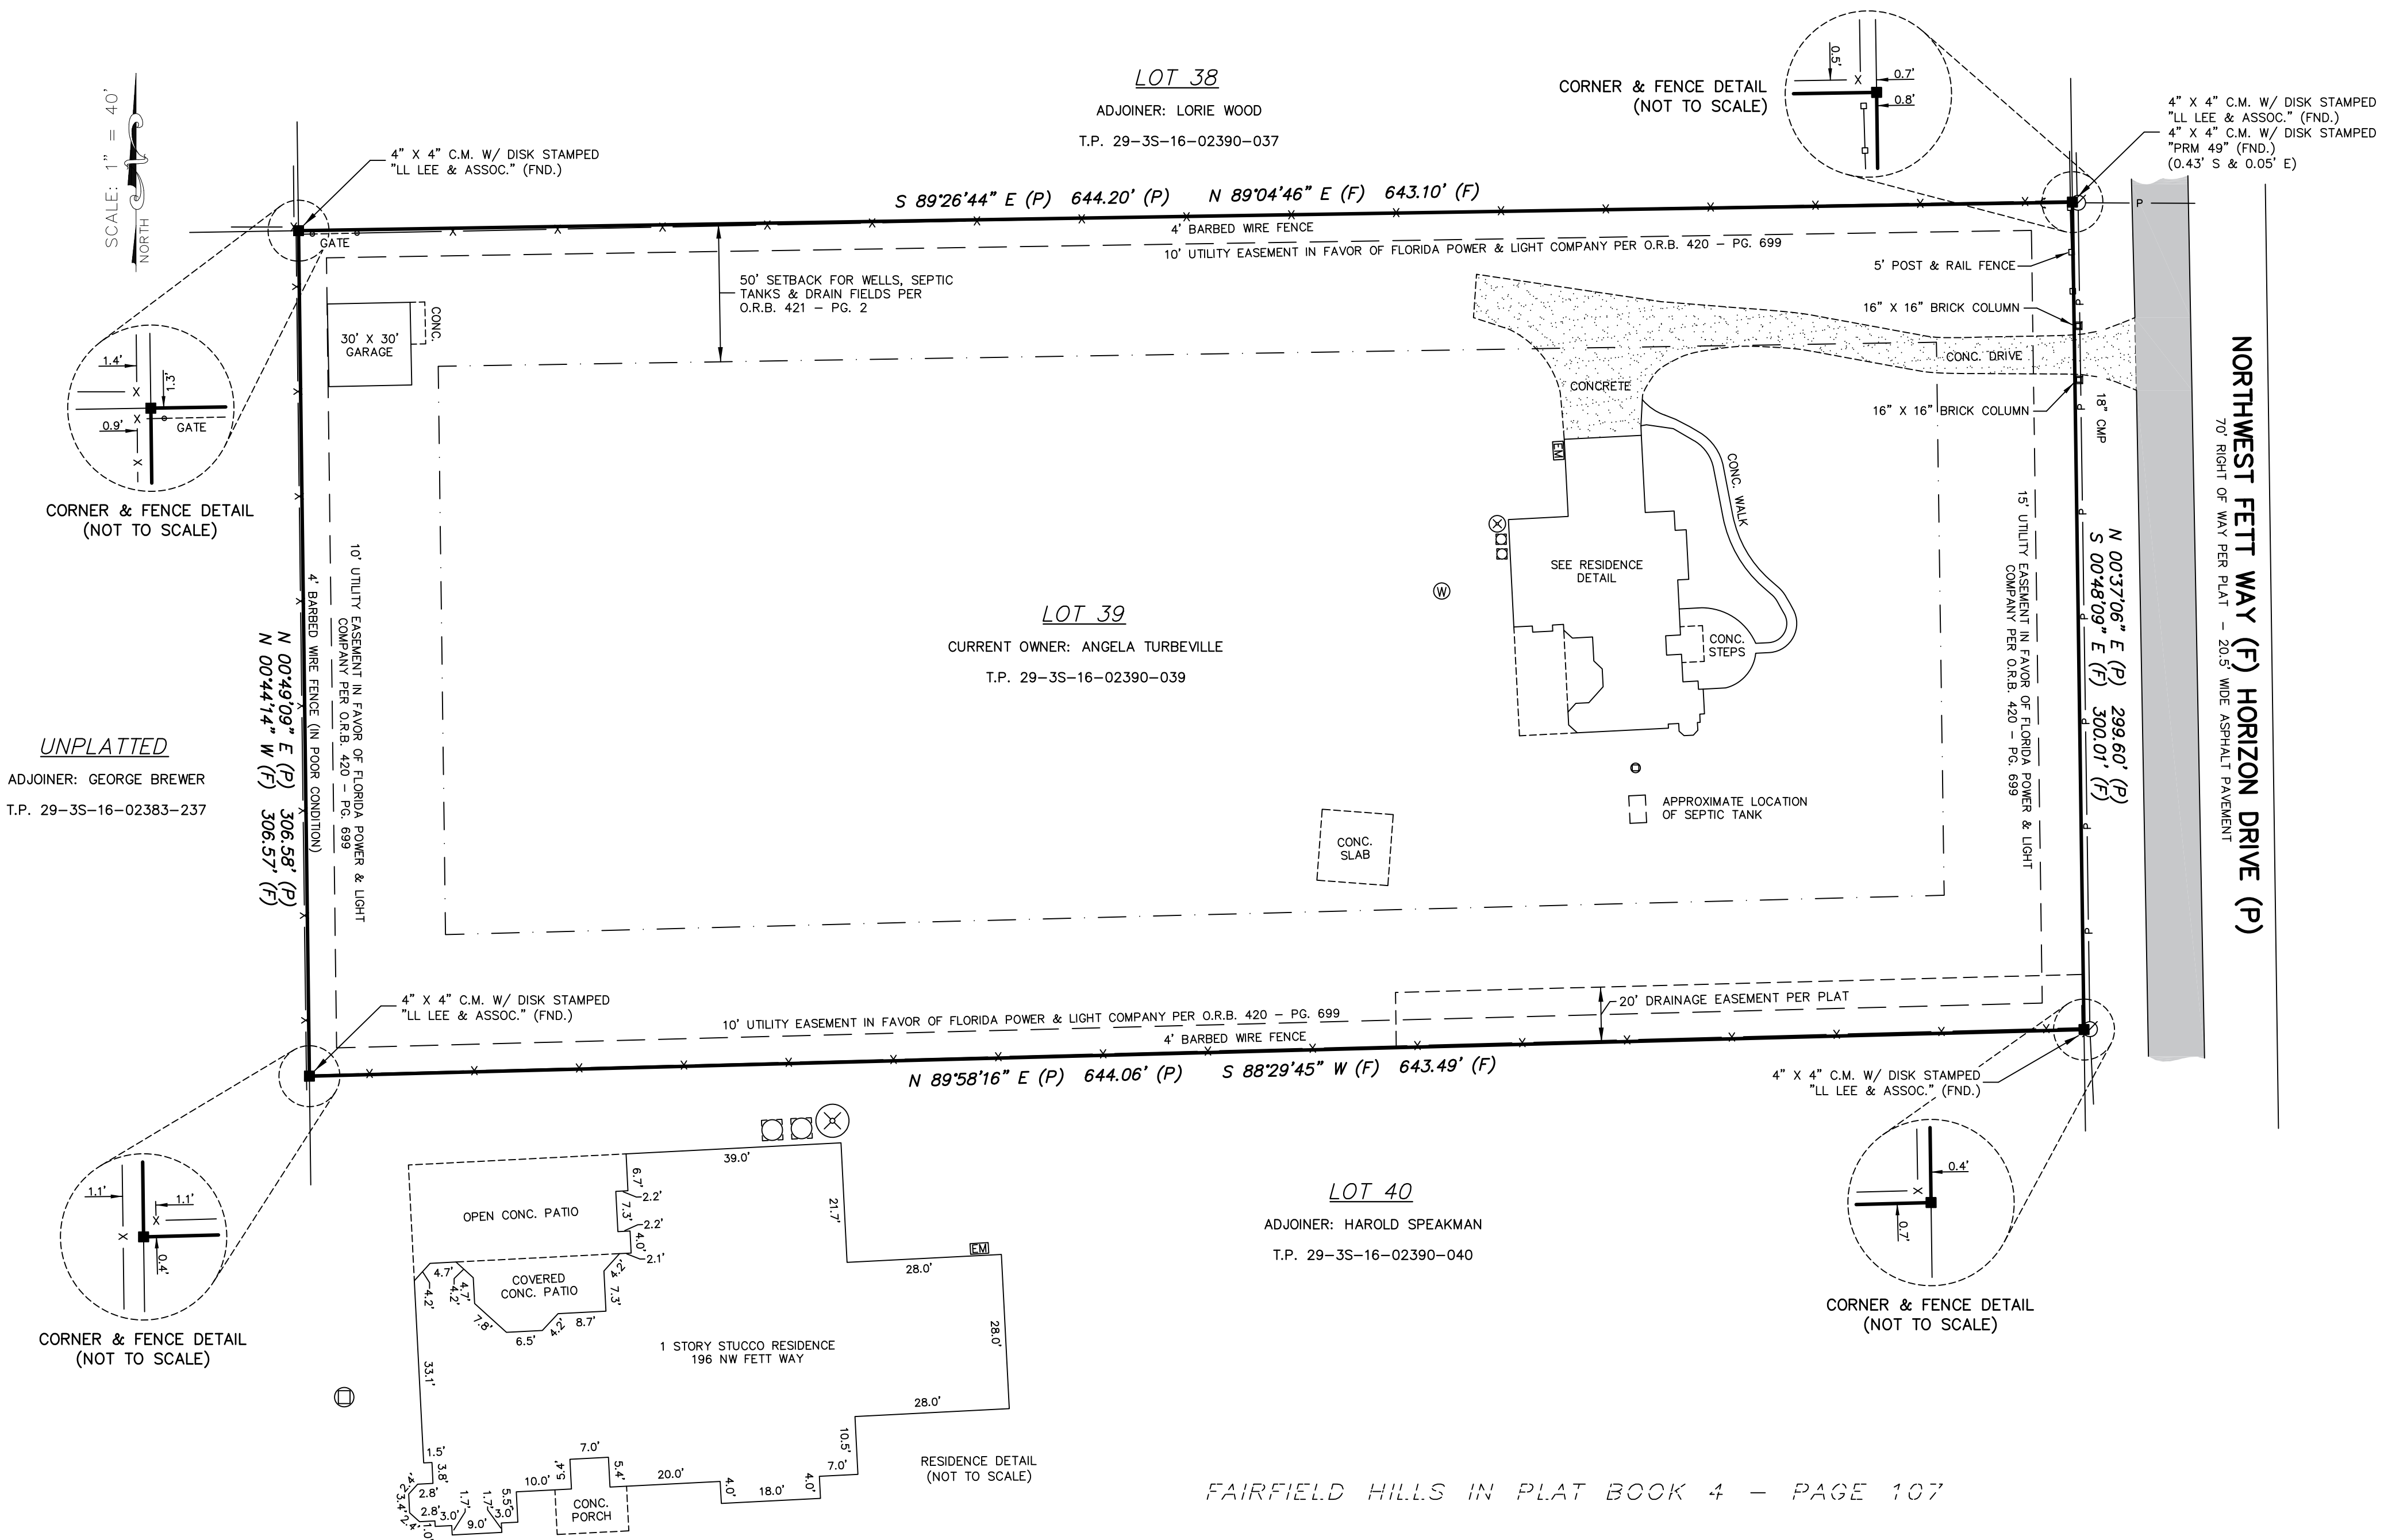 SCALE: 1" = 40'
NORTH
LOT 38
ADJOINER: LORIE WOOD
T.P. 29-3S-16-02390-037
CORNER & FENCE DETAIL
(NOT TO SCALE)
0.5'
X
0.7'
0.8'
4" X 4" C.M. W/ DISK STAMPED
"LL LEE & ASSOC." (FND.)
4" X 4" C.M. W/ DISK STAMPED
"PRM 49" (FND.)
(0.43' S & 0.05' E)
4" X 4" C.M. W/ DISK STAMPED
"LL LEE & ASSOC." (FND.)
S 89°26'44" E (P) 644.20' (P) N 89°04'46" E (F) 643.10' (F)
GATE
4' BARBED WIRE FENCE
10' UTILITY EASEMENT IN FAVOR OF FLORIDA POWER & LIGHT COMPANY PER O.R.B. 420 - PG. 699
50' SETBACK FOR WELLS, SEPTIC
TANKS & DRAIN FIELDS PER
O.R.B. 421 - PG. 2
5' POST & RAIL FENCE
16" X 16" BRICK COLUMN
CONC. DRIVE
16" X 16" BRICK COLUMN
18" CMP
30' X 30'
GARAGE
CONC.
CONCRETE
EM
CONC. WALK
1.4'
1.3'
0.9'
GATE
CORNER & FENCE DETAIL
(NOT TO SCALE)
NORTHWEST FETT WAY (F) HORIZON DRIVE (P)
70' RIGHT OF WAY PER PLAT - 20.5' WIDE ASPHALT PAVEMENT
N 00°37'06" E (P) 299.60' (P)
S 00°48'09" E (F) 300.01' (F)
15' UTILITY EASEMENT IN FAVOR OF FLORIDA POWER & LIGHT
COMPANY PER O.R.B. 420 - PG. 699
10' UTILITY EASEMENT IN FAVOR OF FLORIDA POWER & LIGHT
COMPANY PER O.R.B. 420 - PG. 699
4' BARBED WIRE FENCE (IN POOR CONDITION)
N 00°49'09" E (P) 306.58' (P)
N 00°44'14" W (F) 306.57' (F)
SEE RESIDENCE
DETAIL
W
CONC.
STEPS
LOT 39
CURRENT OWNER: ANGELA TURBEVILLE
T.P. 29-3S-16-02390-039
UNPLATTED
ADJOINER: GEORGE BREWER
T.P. 29-3S-16-02383-237
APPROXIMATE LOCATION
OF SEPTIC TANK
CONC.
SLAB
4" X 4" C.M. W/ DISK STAMPED
"LL LEE & ASSOC." (FND.)
20' DRAINAGE EASEMENT PER PLAT
10' UTILITY EASEMENT IN FAVOR OF FLORIDA POWER & LIGHT COMPANY PER O.R.B. 420 - PG. 699
4' BARBED WIRE FENCE
N 89°58'16" E (P) 644.06' (P) S 88°29'45" W (F) 643.49' (F)
4" X 4" C.M. W/ DISK STAMPED
"LL LEE & ASSOC." (FND.)
1.1'
1.1'
0.4'
CORNER & FENCE DETAIL
(NOT TO SCALE)
0.4'
0.7'
CORNER & FENCE DETAIL
(NOT TO SCALE)
LOT 40
ADJOINER: HAROLD SPEAKMAN
T.P. 29-3S-16-02390-040
39.0'
6.7'
2.2'
7.3'
2.2'
4.0'
2.1'
21.7'
OPEN CONC. PATIO
EM
28.0'
4.7'
4.2'
4.2'
4.7'
COVERED
CONC. PATIO
4.2'
7.3'
7.8'
6.5'
4.2'
8.7'
28.0'
1 STORY STUCCO RESIDENCE
196 NW FETT WAY
33.1'
28.0'
10.5'
7.0'
1.5'
3.8'
2.8'
3.4'
2.8'
1.0'
3.0'
1.7'
9.0'
1.7'
3.0'
5.5'
10.0'
5.4'
7.0'
5.4'
20.0'
4.0'
18.0'
4.0'
CONC.
PORCH
RESIDENCE DETAIL
(NOT TO SCALE)
FAIRFIELD HILLS IN PLAT BOOK 4 - PAGE 107